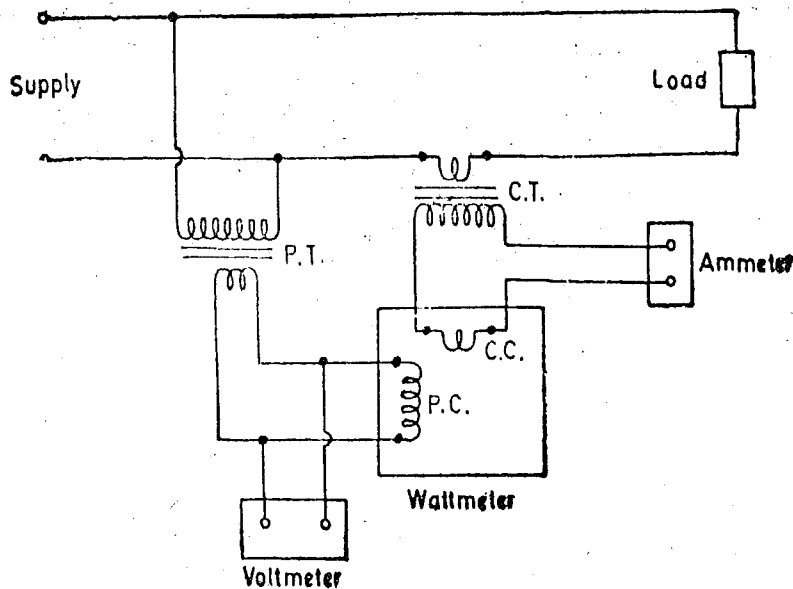 Supply
Load
C.T.
P.T.
Ammeter
C.C.
P.C.
Wattmeter
Voltmeter